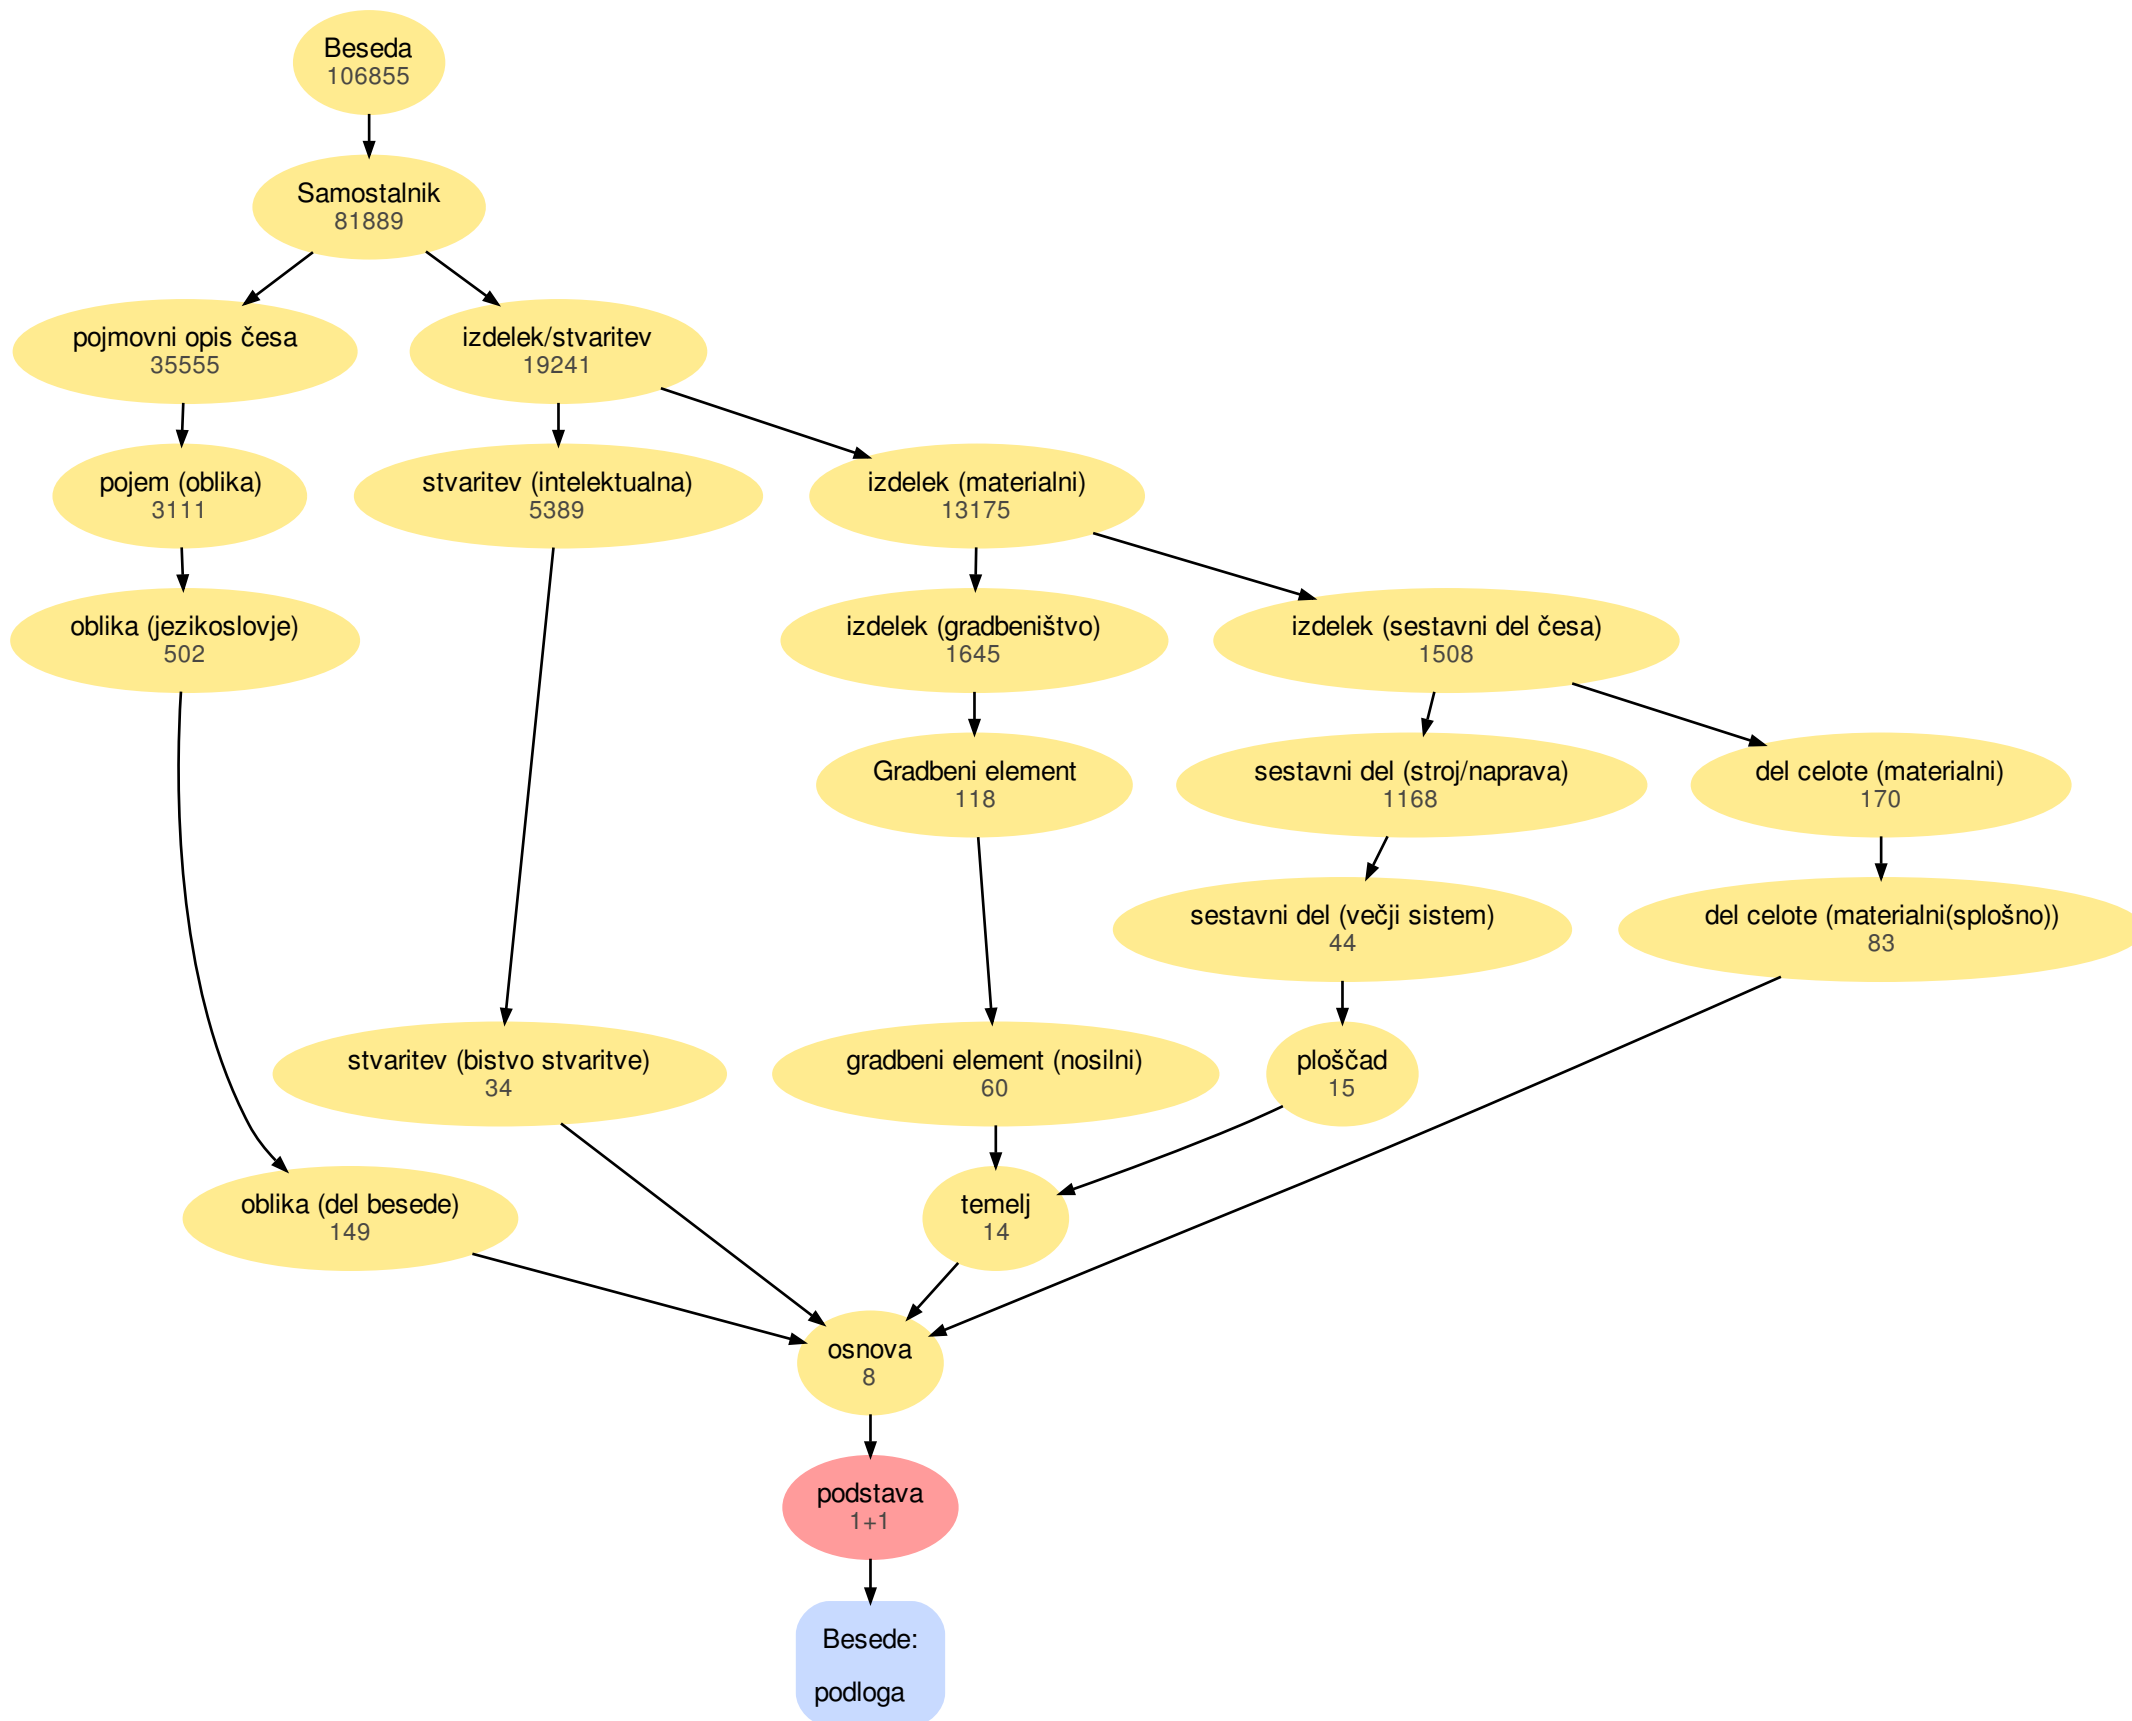 Beseda
106855
Samostalnik
81889
pojmovni opis česa
35555
izdelek/stvaritev
19241
pojem (oblika)
3111
stvaritev (intelektualna)
5389
izdelek (materialni)
13175
oblika (jezikoslovje)
502
izdelek (gradbeništvo)
1645
izdelek (sestavni del česa)
1508
Gradbeni element
118
sestavni del (stroj/naprava)
1168
del celote (materialni)
170
sestavni del (večji sistem)
44
del celote (materialni(splošno))
83
stvaritev (bistvo stvaritve)
34
gradbeni element (nosilni)
60
ploščad
15
oblika (del besede)
149
temelj
14
osnova
8
podstava
1+1
Besede:
podloga